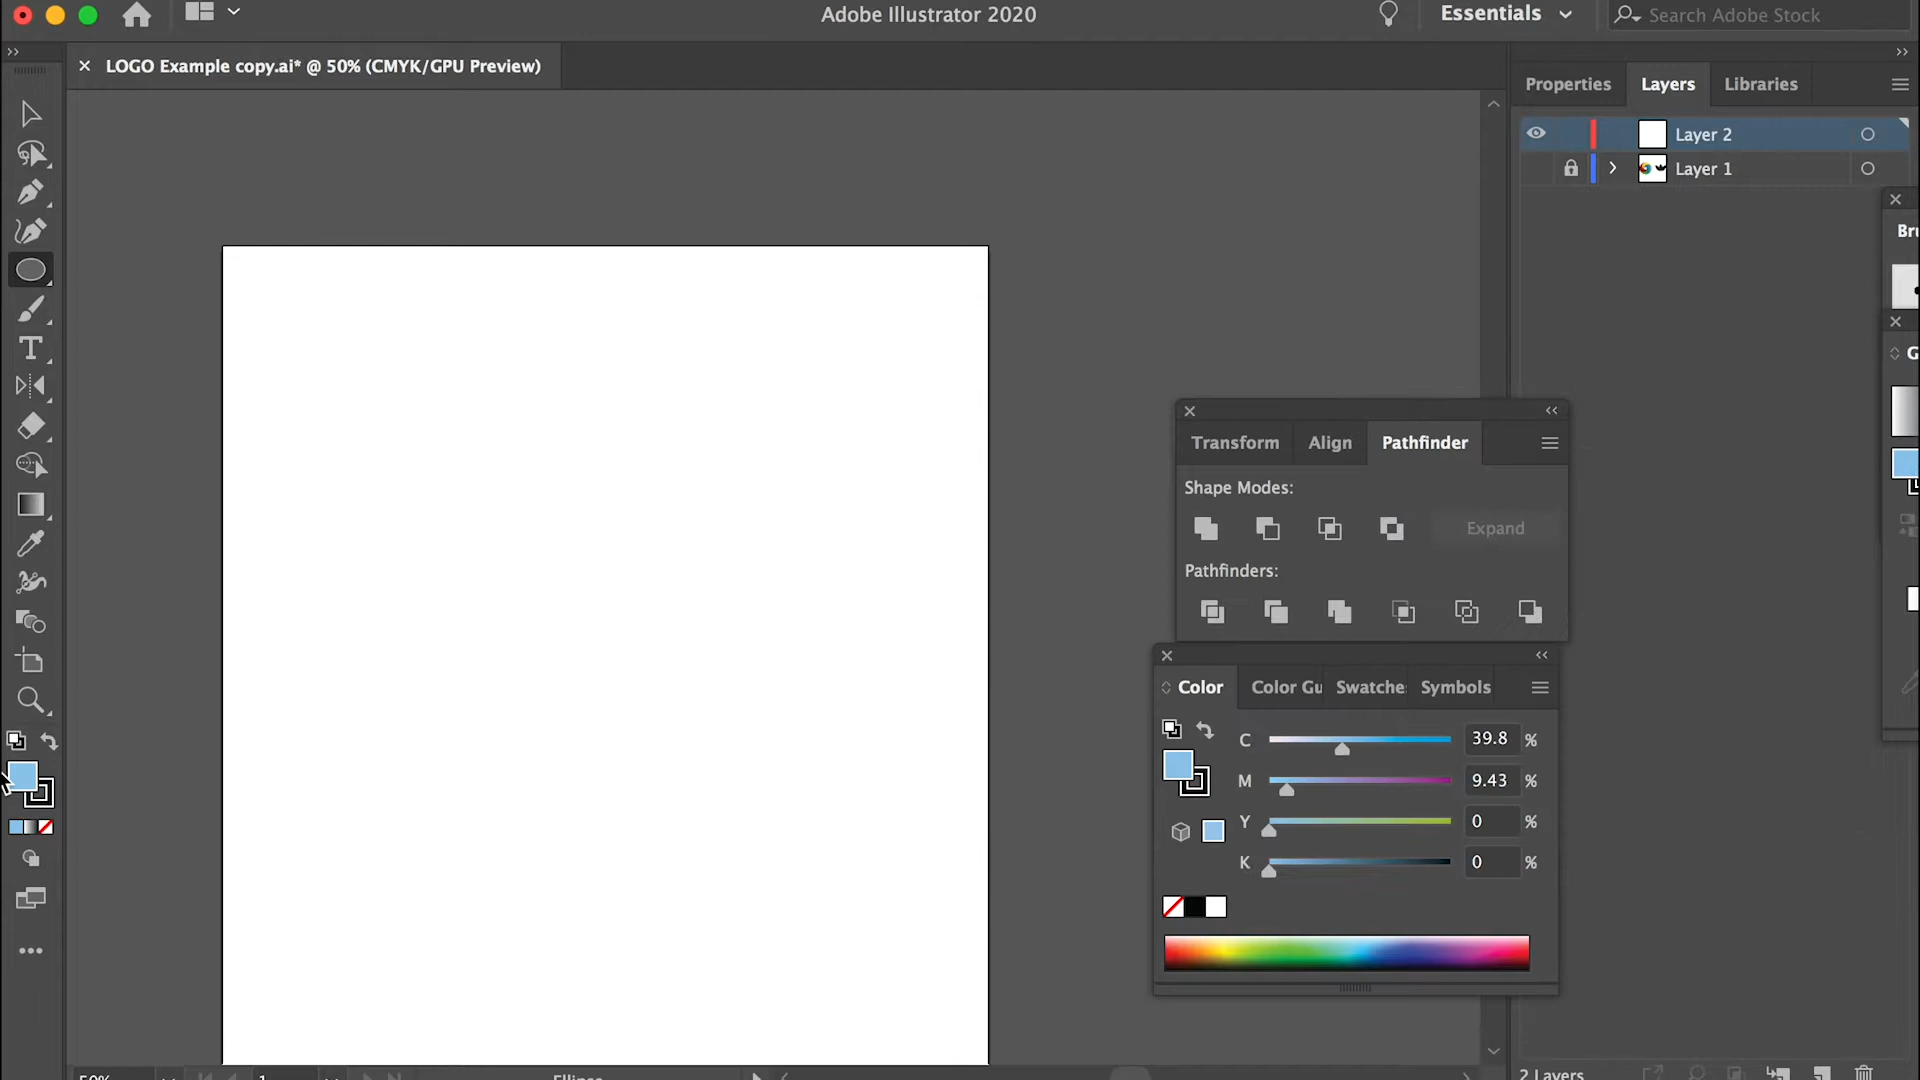 Adobe Illustrator 2020
Essentials
Search Adobe Stock
LOGO Example copy.ai* @ 50% (CMYK/GPU Preview)
Properties
Layers
Libraries
Layer 2
Layer 1
Bru
G
Transform
Align
Pathfinder
Shape Modes:
Expand
Pathfinders:
Color
Color Gu
Swatche
Symbols
C
39.8
%
M
9.43
%
Y
0
%
K
0
%
50%
1
Ellipse
2 Layers